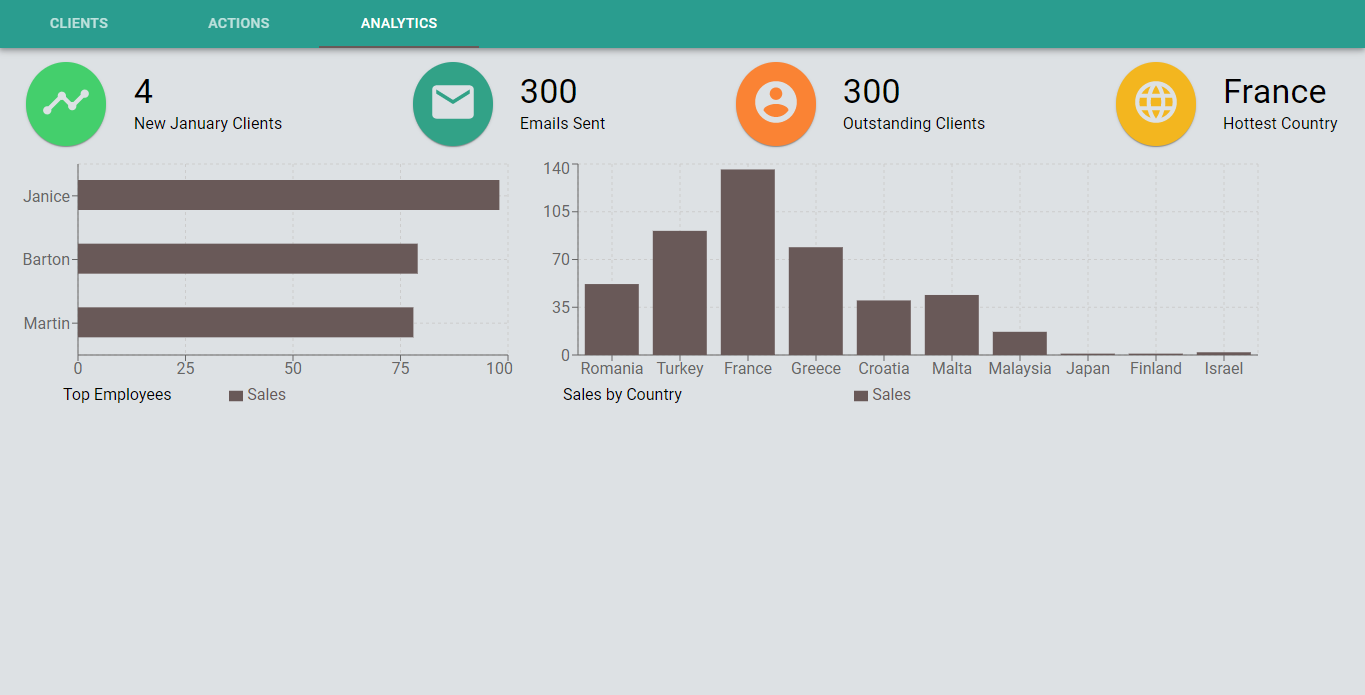 CLIENTS ACTIONS ANALYTICS
4
New January Clients
300
Emails Sent
300
Outstanding Clients
France
Hottest Country
Janice
Barton
Martin
0 25 50 75 100
Top Employees Sales
140
105
70
35
0
Romania Turkey France Greece Croatia Malta Malaysia Japan Finland Israel
Sales by Country Sales